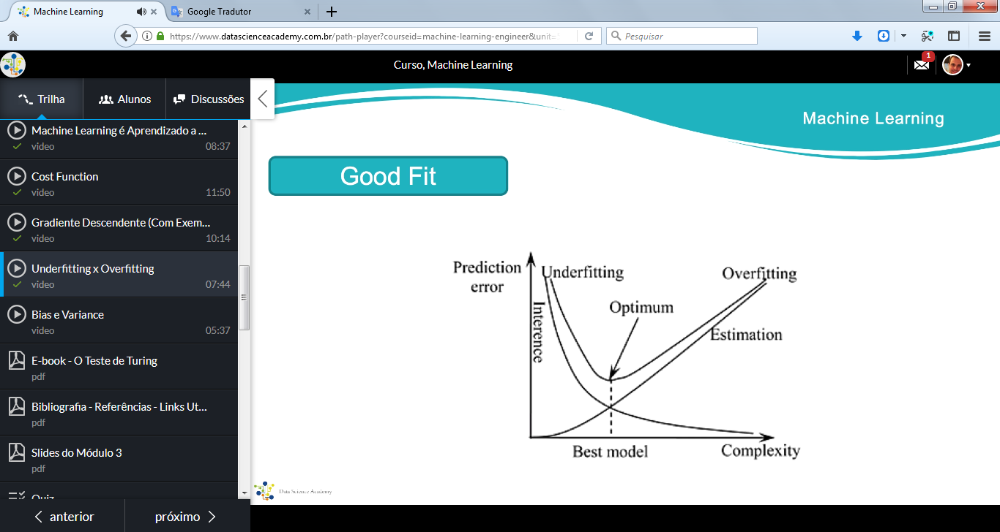 Machine Learning
Google Tradutor
https://www.datascienceacademy.com.br/path-player?courseid=machine-learning-engineer&unit=
Pesquisar
Curso, Machine Learning
1
Trilha
Alunos
Discussões
Machine Learning é Aprendizado a ...
video 08:37
Cost Function
video 11:50
Gradiente Descendente (Com Exem...
video 10:14
Underfitting x Overfitting
video 07:44
Bias e Variance
video 05:37
E-book - O Teste de Turing
pdf
Bibliografia - Referências - Links Ut...
pdf
Slides do Módulo 3
pdf
Quiz
anterior
próximo
Machine Learning
Good Fit
Prediction
error
Underfitting
Overfitting
Interence
Optimum
Estimation
Best model
Complexity
Data Science Academy